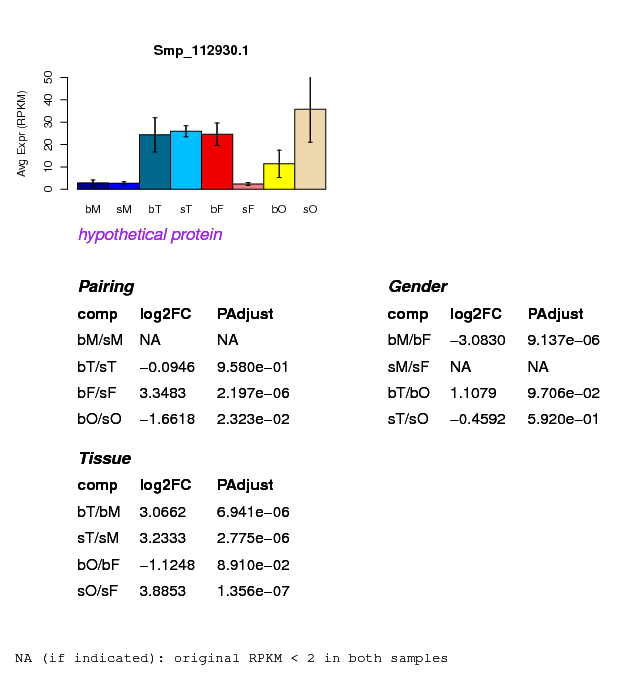 Smp_112930.1
Avg Expr (RPKM)
50
40
30
20
10
0
bM sM bT sT bF sF bO sO
hypothetical protein
Pairing
comp log2FC PAdjust
bM/sM NA NA
bT/sT −0.0946 9.580e−01
bF/sF 3.3483 2.197e−06
bO/sO −1.6618 2.323e−02
Gender
comp log2FC PAdjust
bM/bF −3.0830 9.137e−06
sM/sF NA NA
bT/bO 1.1079 9.706e−02
sT/sO −0.4592 5.920e−01
Tissue
comp log2FC PAdjust
bT/bM 3.0662 6.941e−06
sT/sM 3.2333 2.775e−06
bO/bF −1.1248 8.910e−02
sO/sF 3.8853 1.356e−07
NA (if indicated): original RPKM < 2 in both samples